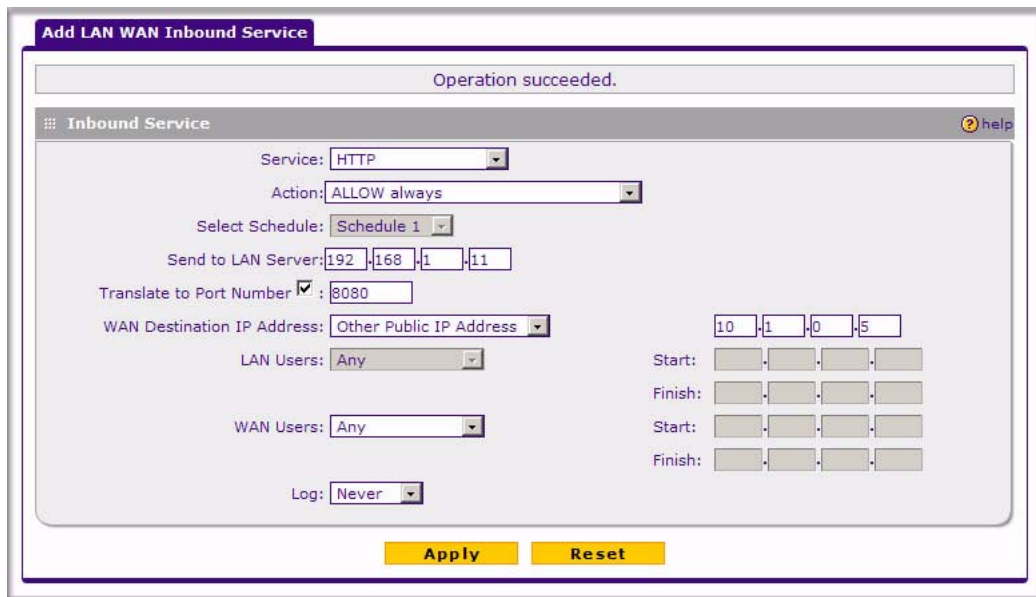 Add LAN WAN Inbound Service
Operation succeeded.
Inbound Service
? help
Service: HTTP
Action: ALLOW always
Select Schedule: Schedule 1
Send to LAN Server: 192 .168 .1 .11
Translate to Port Number : 8080
WAN Destination IP Address: Other Public IP Address 10 .1 .0 .5
LAN Users: Any Start: . . .
Finish: . . .
WAN Users: Any Start: . . .
Finish: . . .
Log: Never
Apply Reset